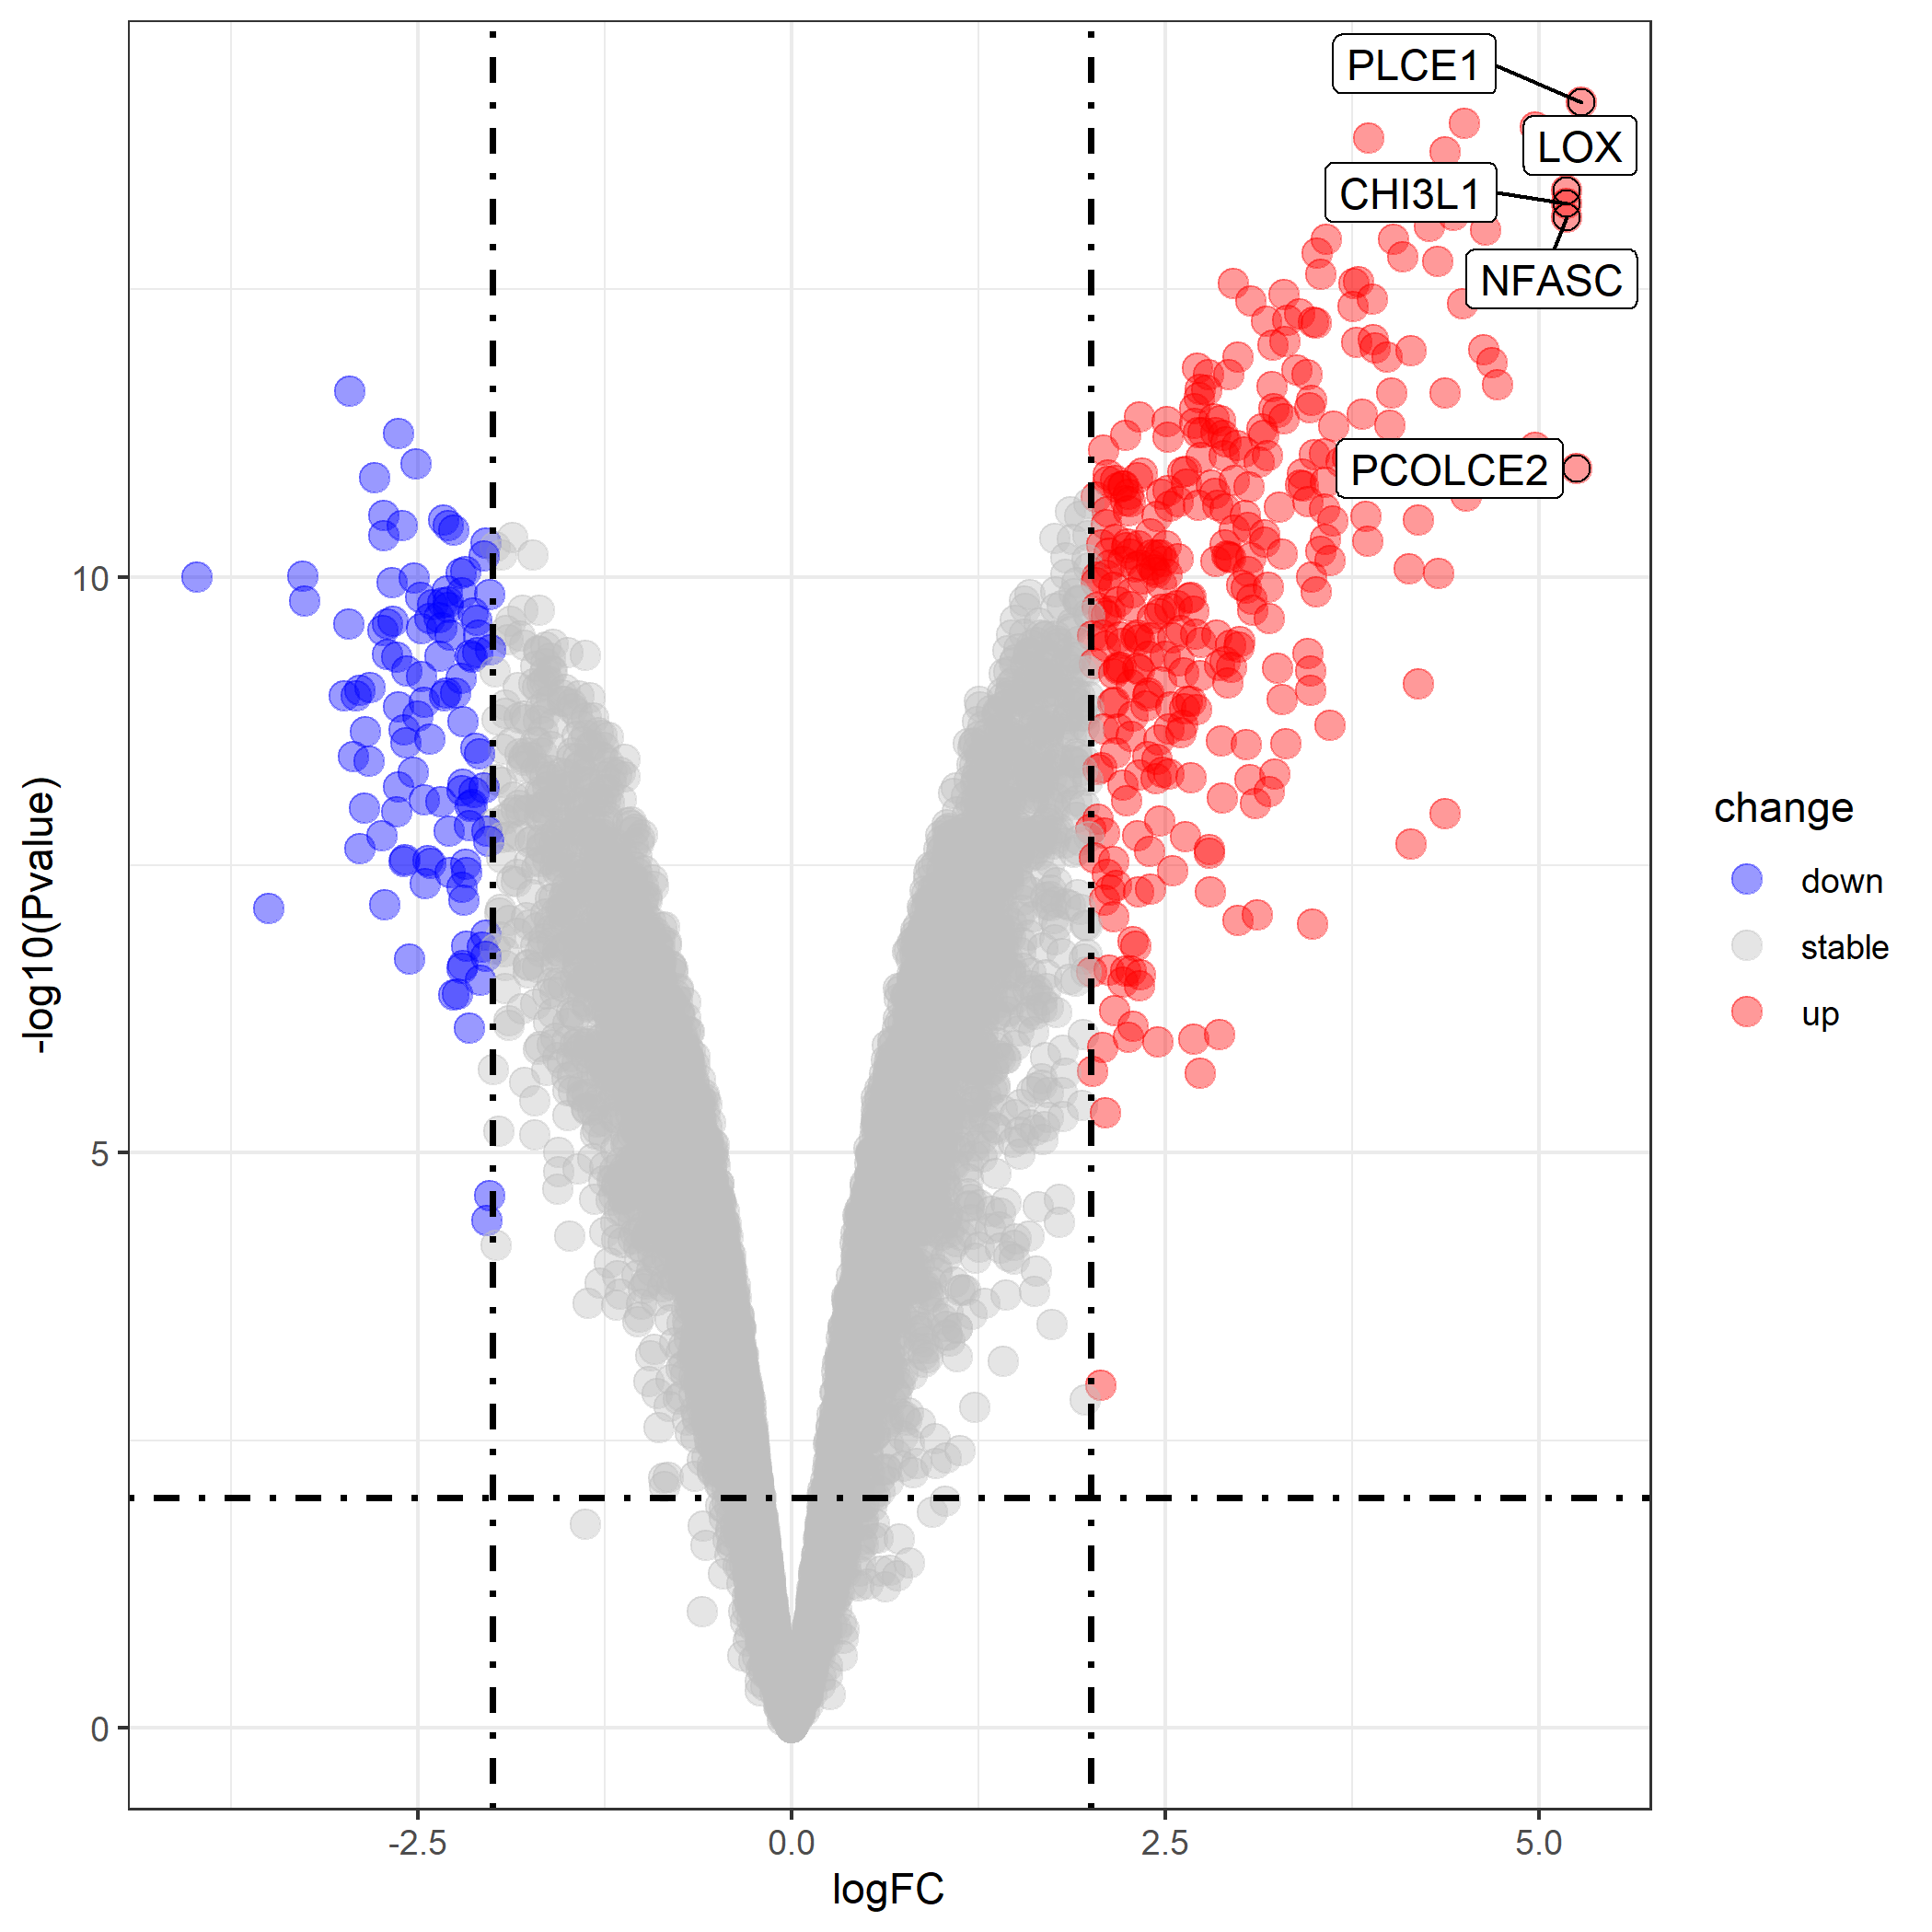 PLCE1
LOX
CHI3L1
NFASC
PCOLCE2
10
5
0
-log10(Pvalue)
-2.5
0.0
2.5
5.0
logFC
change
down
stable
up